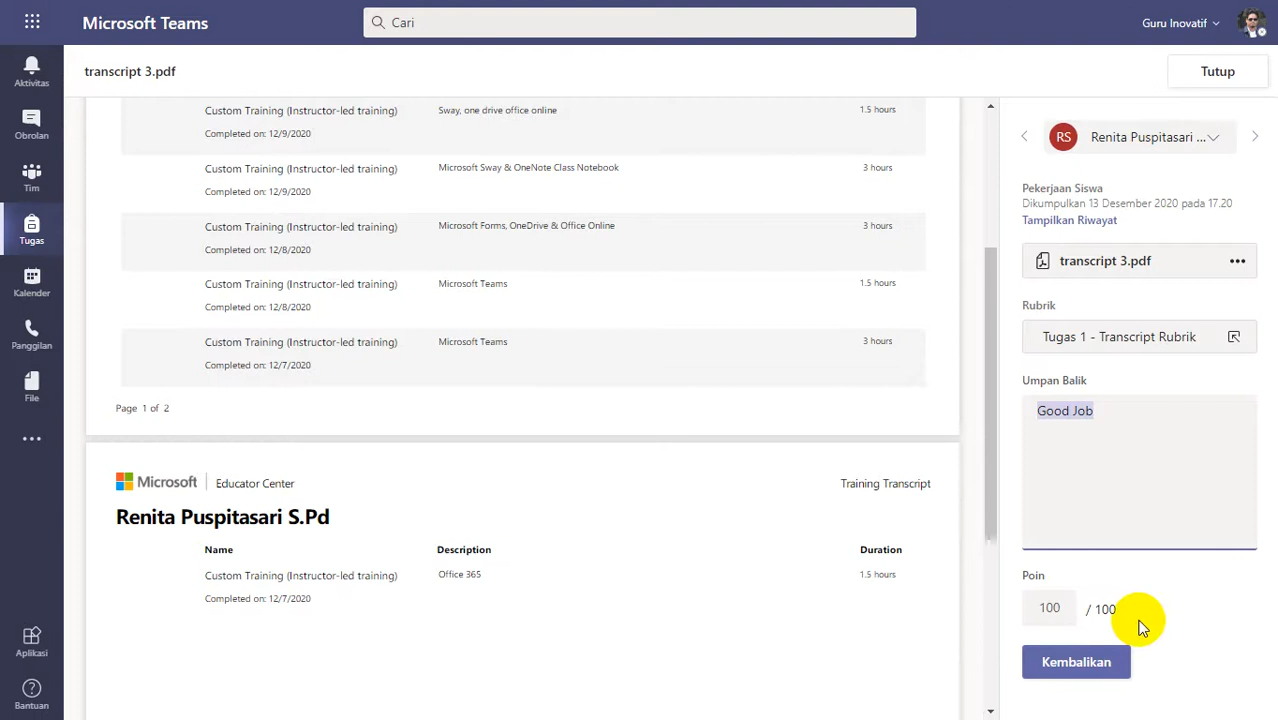 Microsoft Teams
Cari
Guru Inovatif
Aktivitas
Obrolan
Tim
Tugas
Kalender
Panggilan
File
Aplikasi
Bantuan
transcript 3.pdf
Tutup
Custom Training (Instructor-led training) Sway, one drive office online 1.5 hours
Completed on: 12/9/2020
Custom Training (Instructor-led training) Microsoft Sway & OneNote Class Notebook 3 hours
Completed on: 12/9/2020
Custom Training (Instructor-led training) Microsoft Forms, OneDrive & Office Online 3 hours
Completed on: 12/8/2020
Custom Training (Instructor-led training) Microsoft Teams 1.5 hours
Completed on: 12/8/2020
Custom Training (Instructor-led training) Microsoft Teams 3 hours
Completed on: 12/7/2020
Page 1 of 2
Microsoft Educator Center Training Transcript
Renita Puspitasari S.Pd
Name Description Duration
Custom Training (Instructor-led training) Office 365 1.5 hours
Completed on: 12/7/2020
RS Renita Puspitasari ...
Pekerjaan Siswa
Dikumpulkan 13 Desember 2020 pada 17.20
Tampilkan Riwayat
transcript 3.pdf
Rubrik
Tugas 1 - Transcript Rubrik
Umpan Balik
Good Job
Poin
100 / 100
Kembalikan